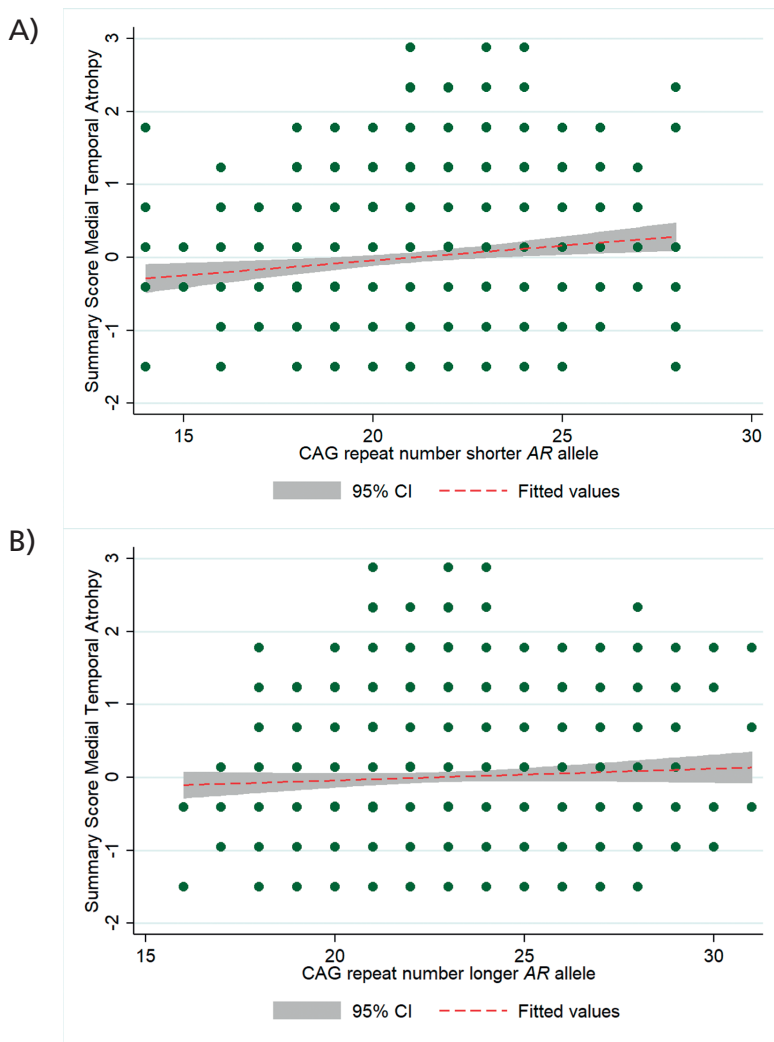 A)
Summary Score Medial Temporal Atrohpy
3
2
1
0
-1
-2
15
20
25
30
CAG repeat number shorter AR allele
95% CI
Fitted values
B)
Summary Score Medial Temporal Atrohpy
3
2
1
0
-1
-2
15
20
25
30
CAG repeat number longer AR allele
95% CI
Fitted values